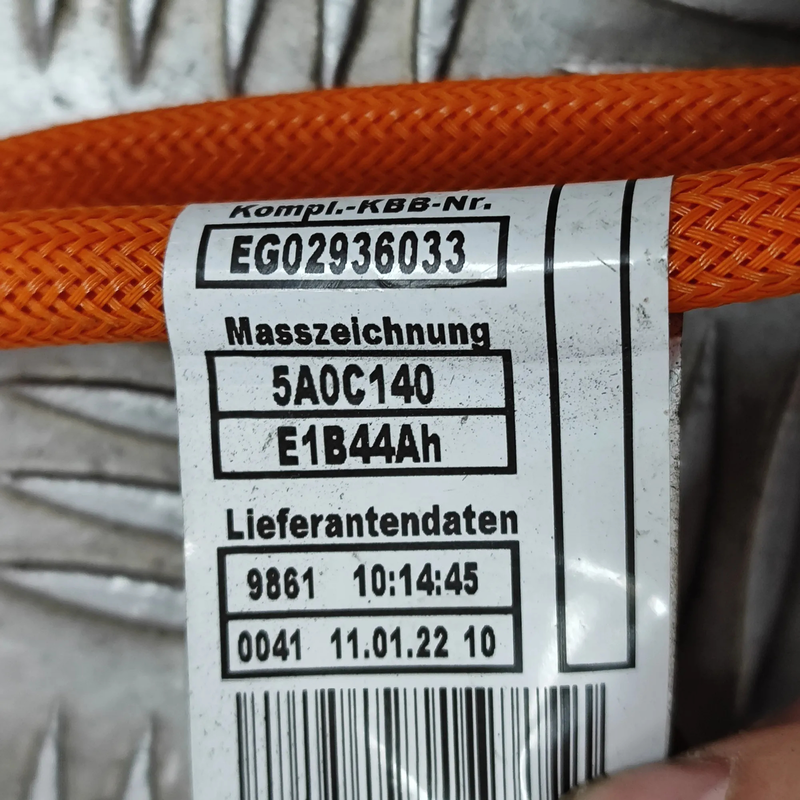 Kompl.-KBB-Nr.
EG02936033
Masszeichnung
5A0C140
E1B44Ah
Lieferantendaten
9861 10:14:45
0041 11.01.22 10